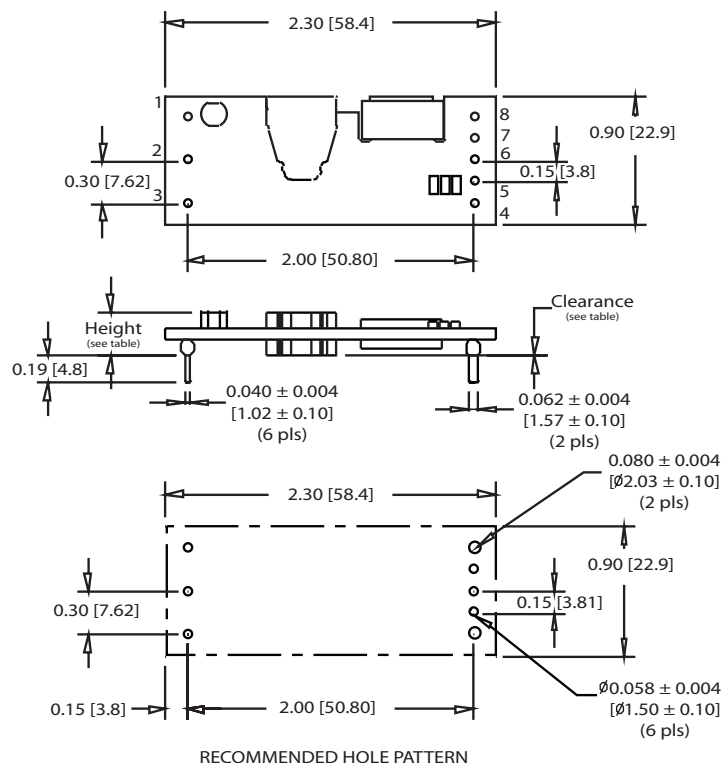 2.30 [58.4]
1
8
7
2
6
0.90 [22.9]
0.15 [3.8]
0.30 [7.62]
3
5
4
2.00 [50.80]
Clearance
(see table)
Height
(see table)
0.19 [4.8]
0.040 ± 0.004
[1.02 ± 0.10]
(6 pls)
0.062 ± 0.004
[1.57 ± 0.10]
(2 pls)
0.080 ± 0.004
[Ø2.03 ± 0.10]
(2 pls)
2.30 [58.4]
0.90 [22.9]
0.30 [7.62]
0.15 [3.81]
0.15 [3.8]
2.00 [50.80]
Ø0.058 ± 0.004
[Ø1.50 ± 0.10]
(6 pls)
RECOMMENDED HOLE PATTERN